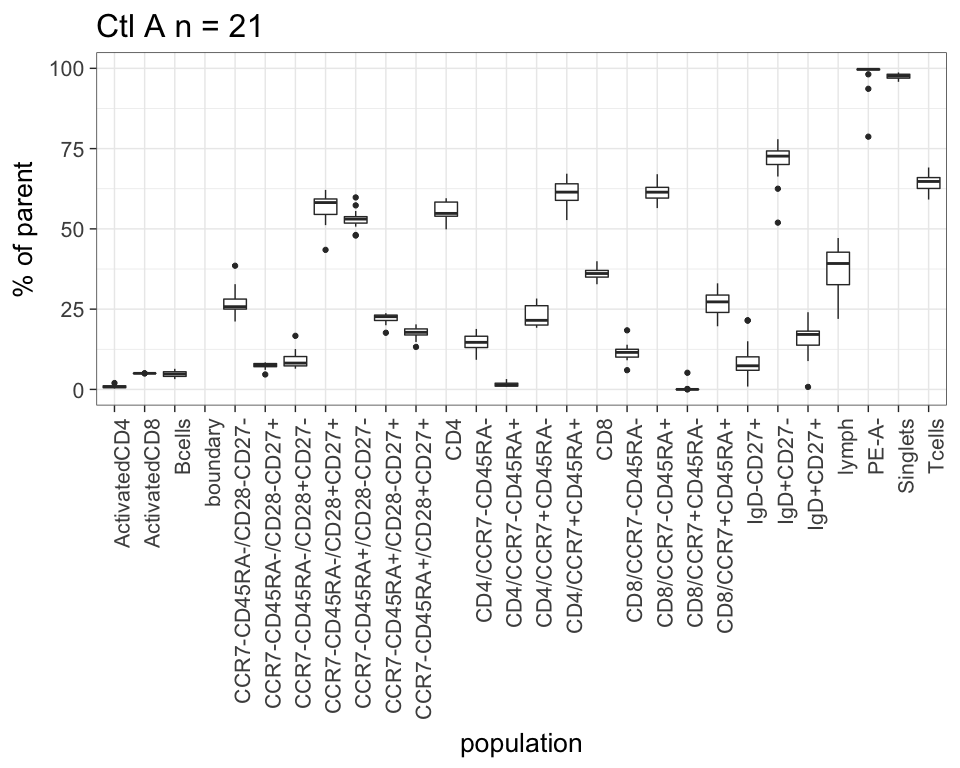 Ctl A n = 21
% of parent
100
75
50
25
0
ActivatedCD4
ActivatedCD8
Bcells
boundary
CCR7-CD45RA-/CD28-CD27-
CCR7-CD45RA-/CD28-CD27+
CCR7-CD45RA-/CD28+CD27-
CCR7-CD45RA-/CD28+CD27+
CCR7-CD45RA+/CD28-CD27-
CCR7-CD45RA+/CD28-CD27+
CCR7-CD45RA+/CD28+CD27+
CD4
CD4/CCR7-CD45RA-
CD4/CCR7-CD45RA+
CD4/CCR7+CD45RA-
CD4/CCR7+CD45RA+
CD8
CD8/CCR7-CD45RA-
CD8/CCR7-CD45RA+
CD8/CCR7+CD45RA-
CD8/CCR7+CD45RA+
IgD-CD27+
IgD+CD27-
IgD+CD27+
lymph
PE-A-
Singlets
Tcells
population